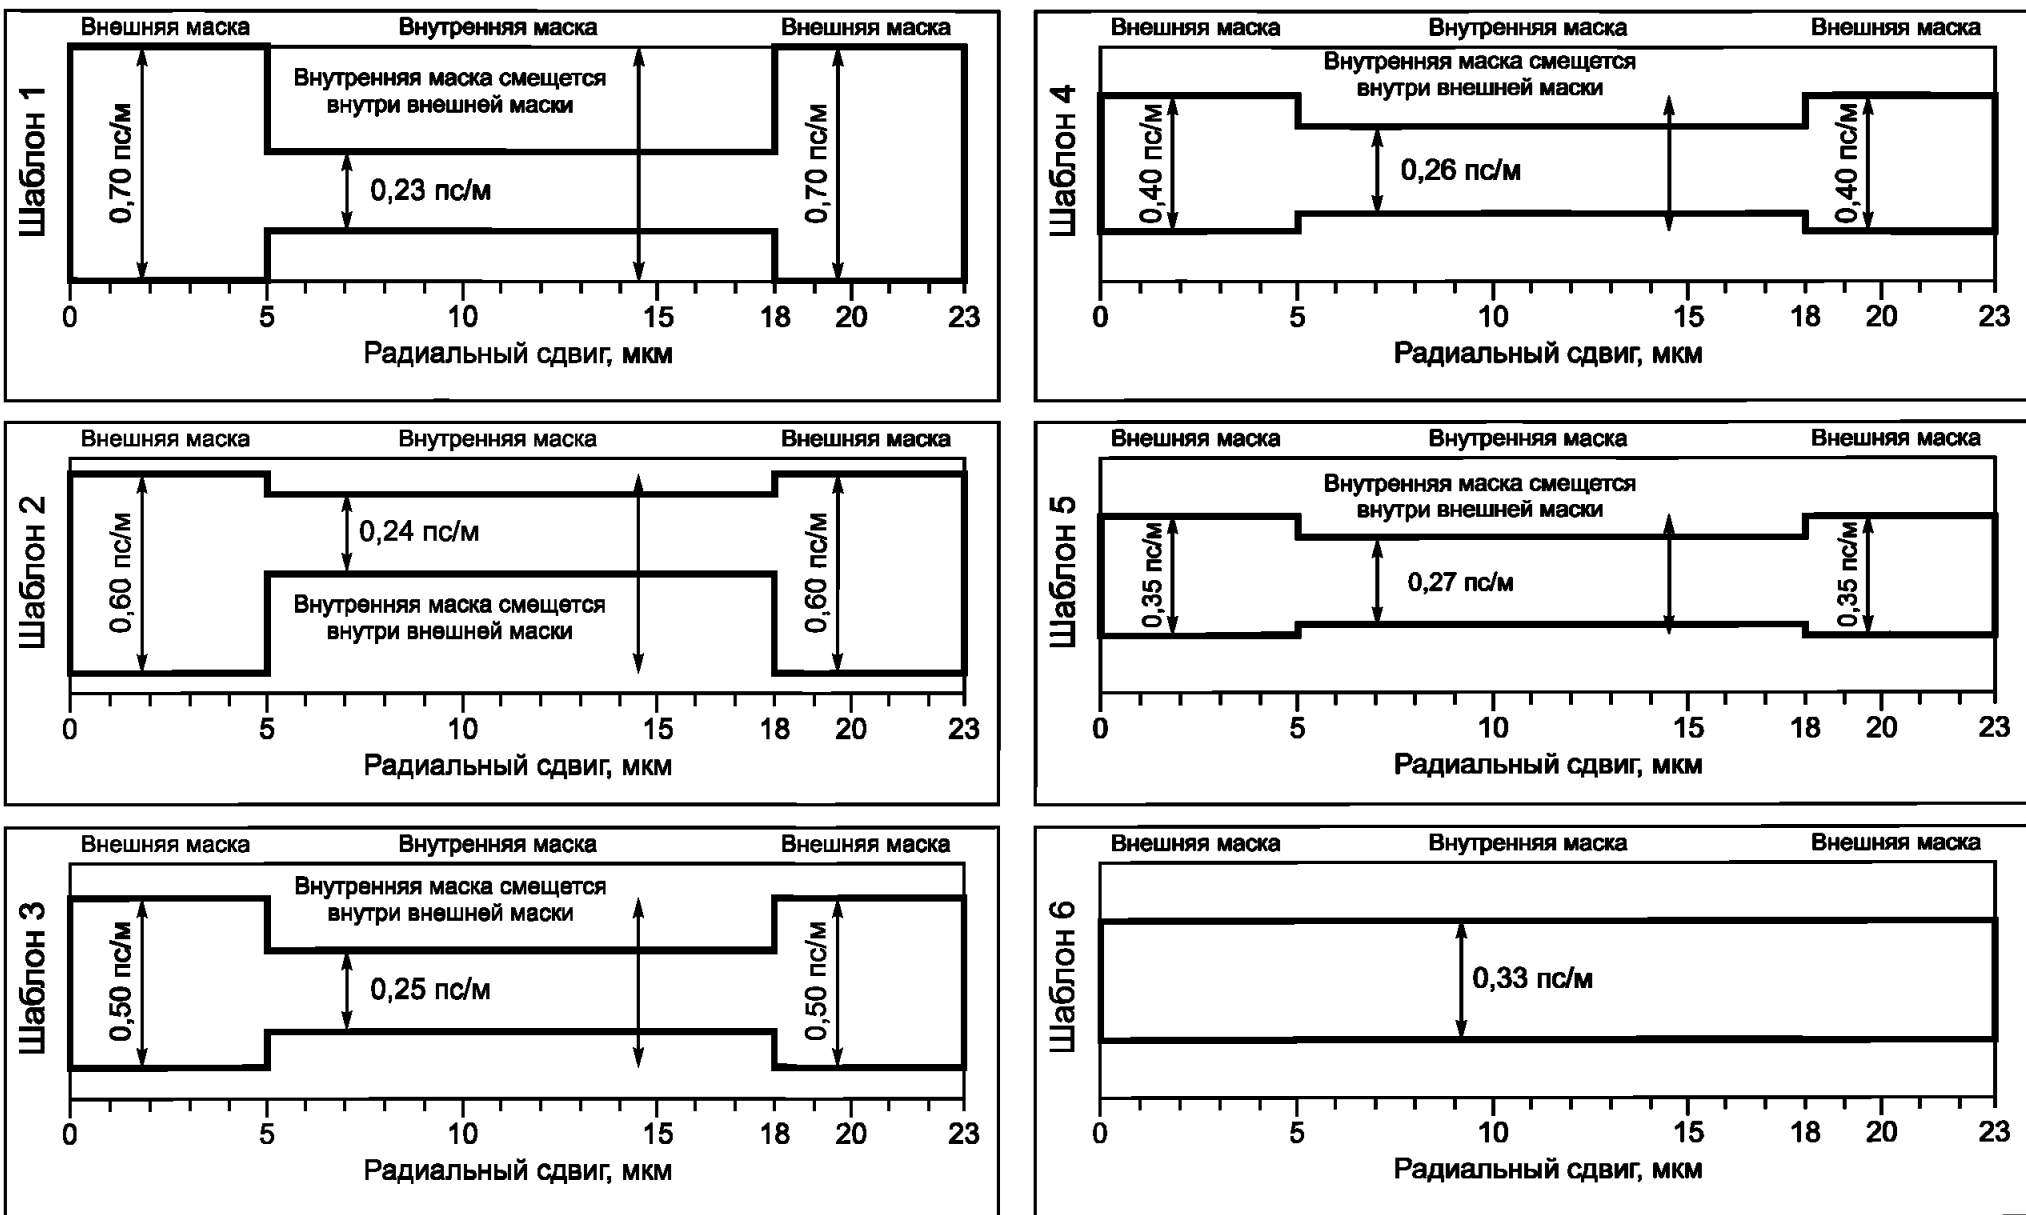 Внешняя маска Внутренняя маска Внешняя маска
Внутренняя маска смещется
внутри внешней маски
Шаблон 1
0,70 пс/м
0,23 пс/м
0,70 пс/м
0 5 10 15 18 20 23
Радиальный сдвиг, мкм
Внешняя маска Внутренняя маска Внешняя маска
Внутренняя маска смещется
внутри внешней маски
Шаблон 4
0,40 пс/м
0,26 пс/м
0,40 пс/м
0 5 10 15 18 20 23
Радиальный сдвиг, мкм
Внешняя маска Внутренняя маска Внешняя маска
Шаблон 2
0,60 пс/м
0,24 пс/м
0,60 пс/м
Внутренняя маска смещется
внутри внешней маски
0 5 10 15 18 20 23
Радиальный сдвиг, мкм
Внешняя маска Внутренняя маска Внешняя маска
Внутренняя маска смещется
внутри внешней маски
Шаблон 5
0,35 пс/м
0,27 пс/м
0,35 пс/м
0 5 10 15 18 20 23
Радиальный сдвиг, мкм
Внешняя маска Внутренняя маска Внешняя маска
Внутренняя маска смещется
внутри внешней маски
Шаблон 3
0,50 пс/м
0,25 пс/м
0,50 пс/м
0 5 10 15 18 20 23
Радиальный сдвиг, мкм
Внешняя маска Внутренняя маска Внешняя маска
Шаблон 6
0,33 пс/м
0 5 10 15 18 20 23
Радиальный сдвиг, мкм